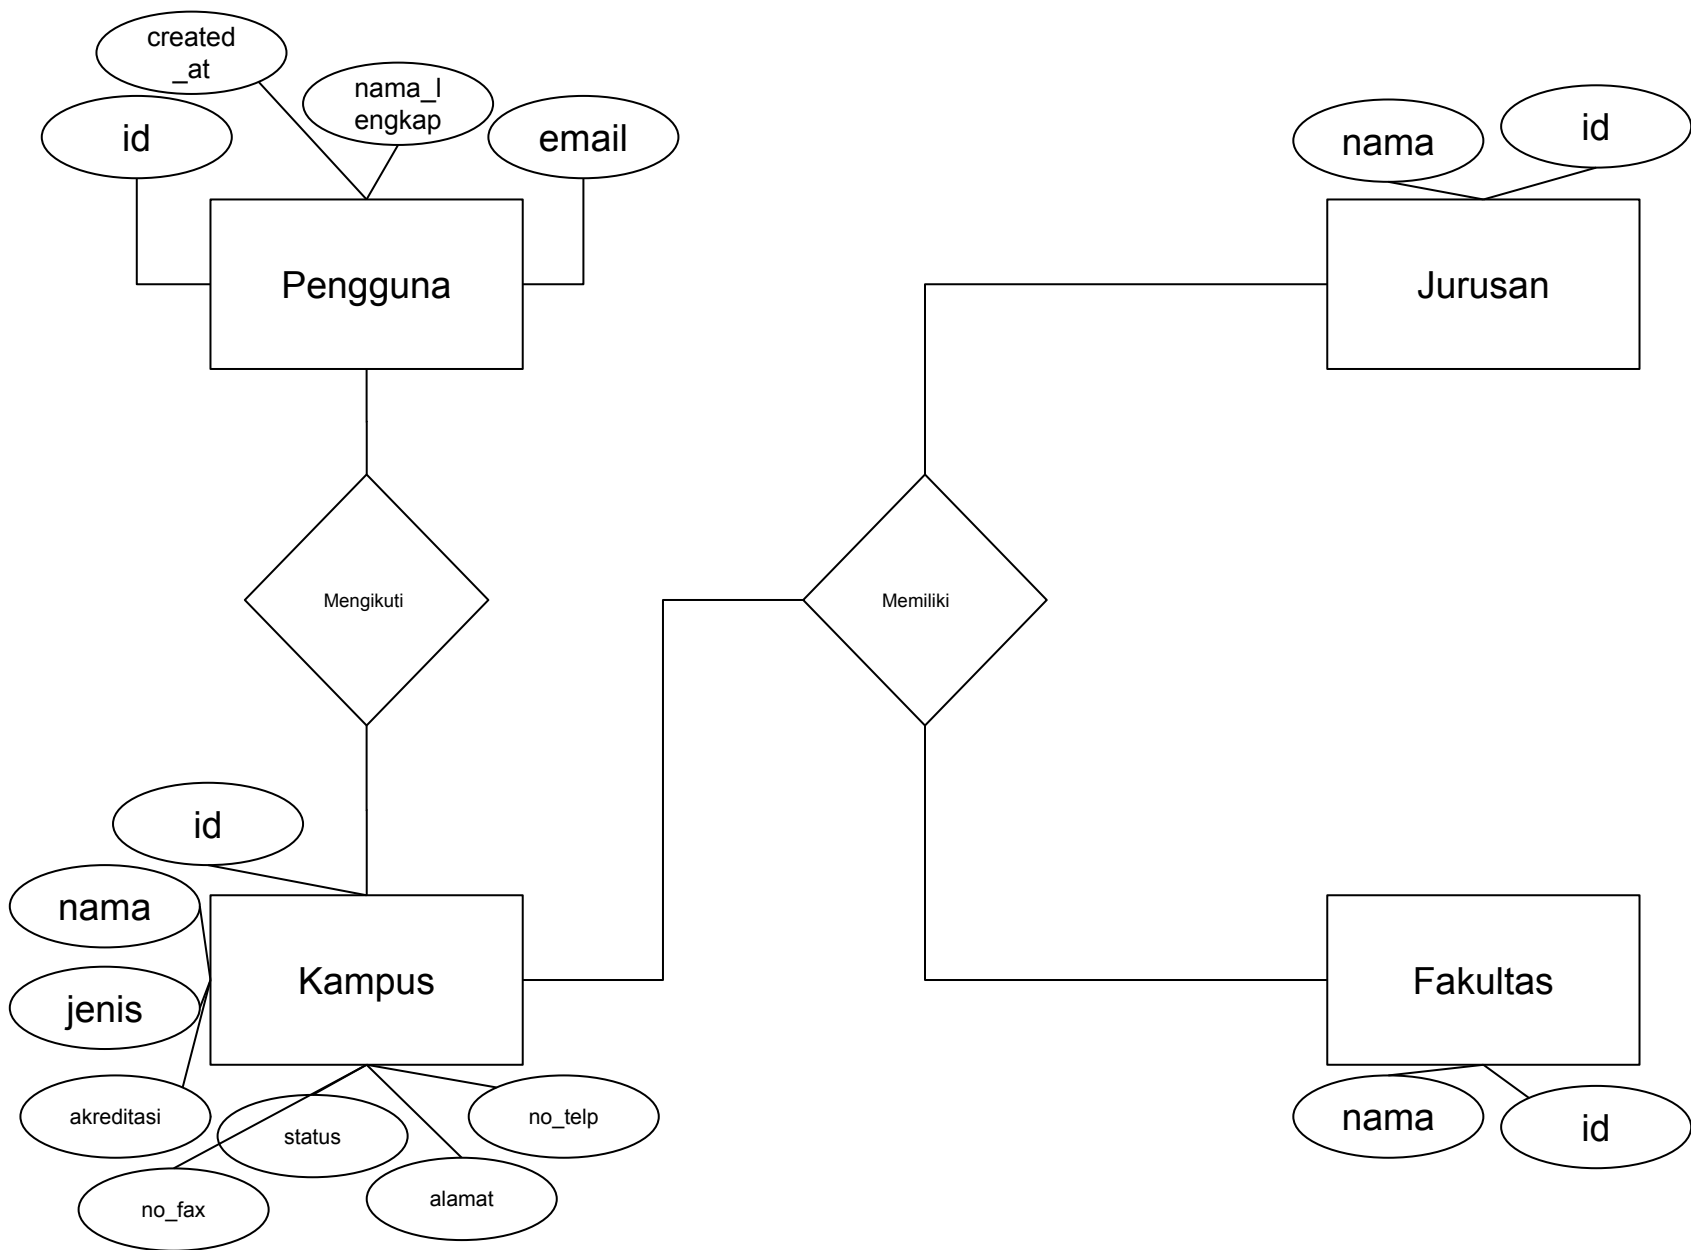 created
_at
nama_l
engkap
id
email
nama
id
Pengguna
Jurusan
Mengikuti
Memiliki
id
nama
Kampus
Fakultas
jenis
akreditasi
status
no_telp
no_fax
alamat
nama
id